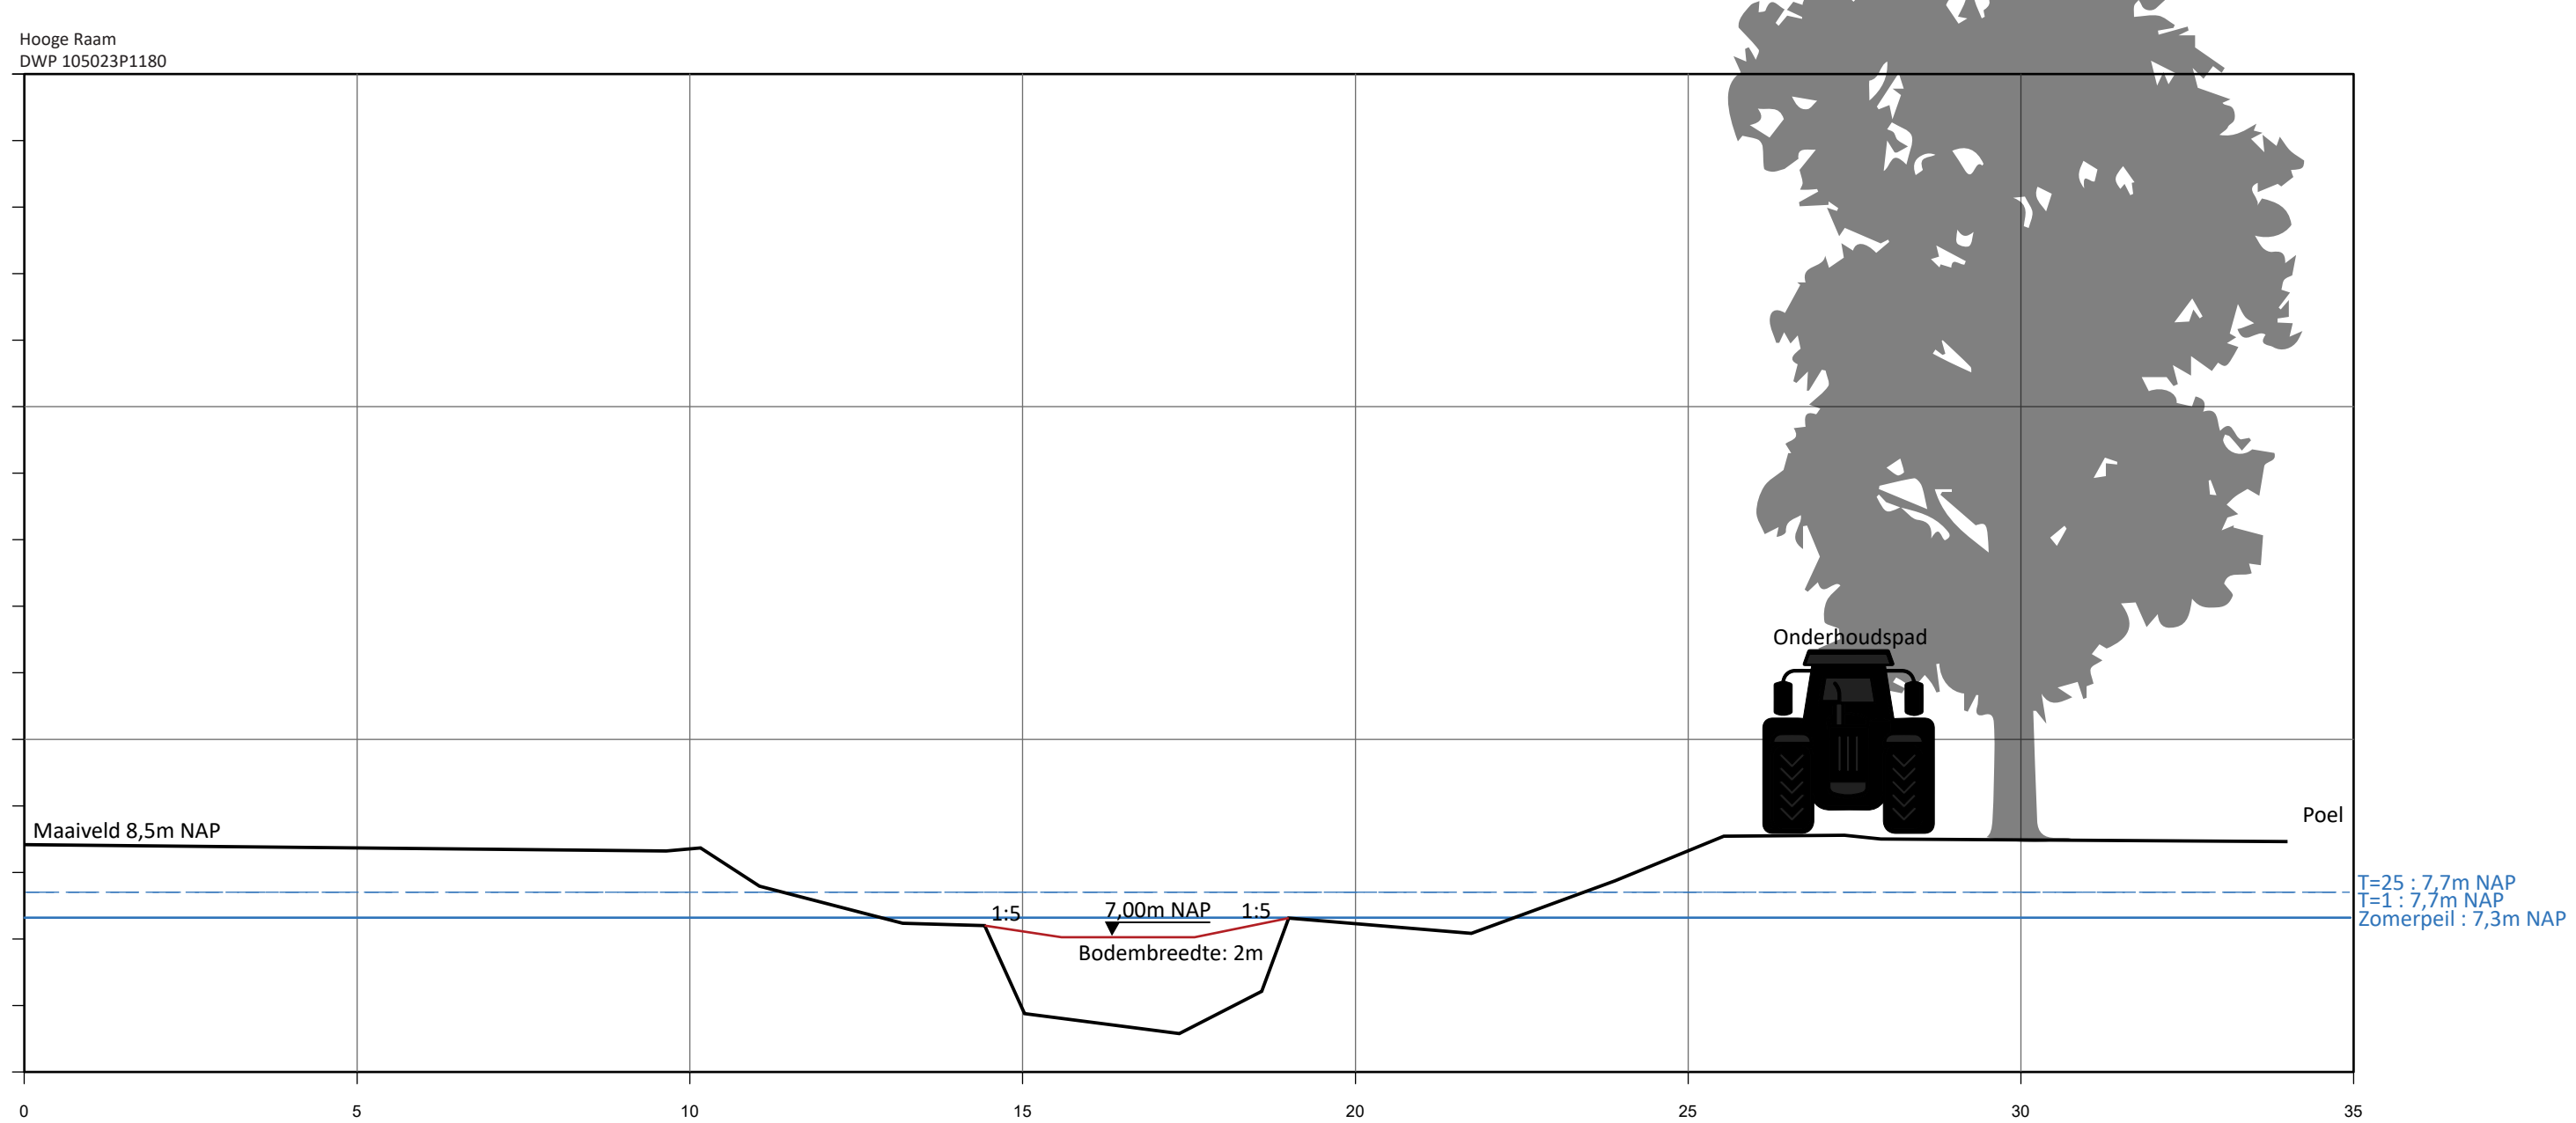 Hooge Raam
DWP 105023P1180
Onderhoudspad
Poel
Maaiveld 8,5m NAP
T=25 : 7,7m NAP
T=1 : 7,7m NAP
Zomerpeil : 7,3m NAP
1:5
7,00m NAP
1:5
Bodembreedte: 2m
0 5 10 15 20 25 30 35